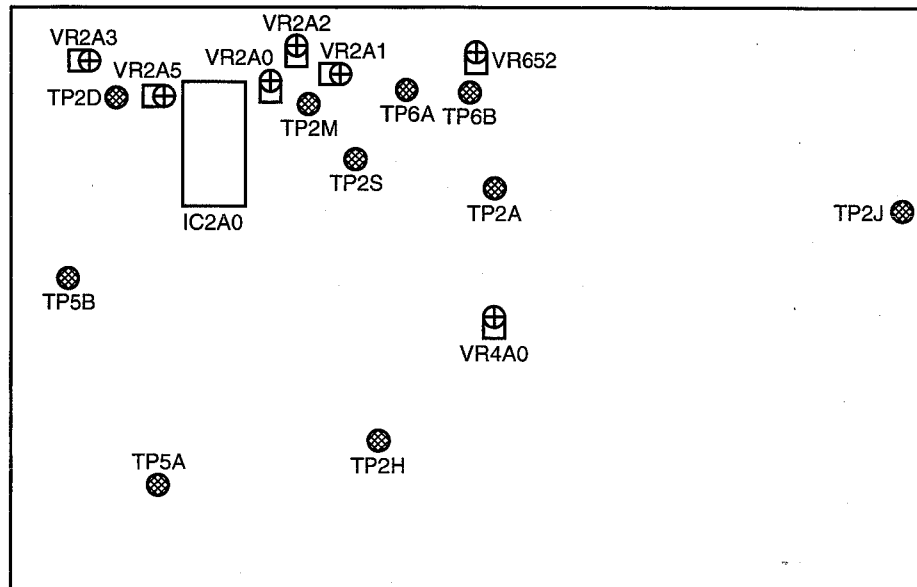 VR2A2
VR2A3
VR2A0
VR2A1
VR652
VR2A5
TP2D
TP2M
TP6A
TP6B
TP2S
TP2A
IC2A0
TP2J
TP5B
VR4A0
TP5A
TP2H